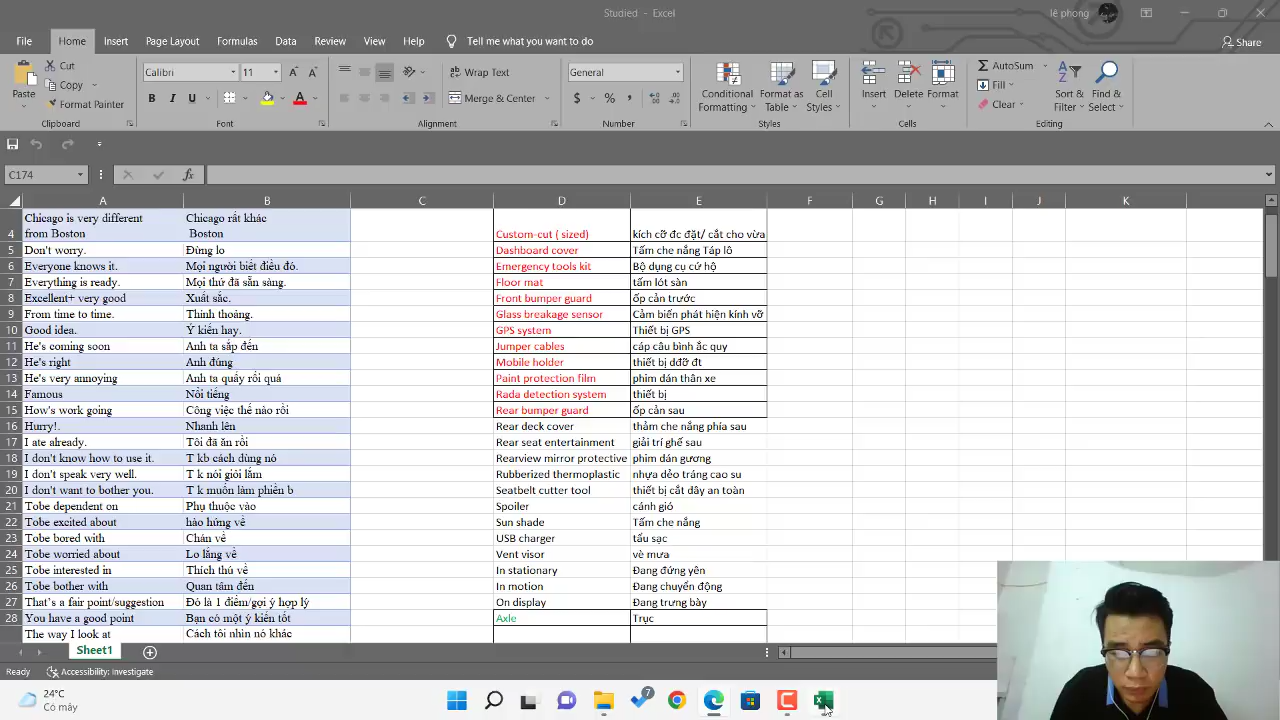 Studied - Excel
lê phong
File Home Insert Page Layout Formulas Data Review View Help Tell me what you want to do Share
Paste Cut Copy Format Painter Clipboard
Calibri 11 Font
Wrap Text Merge & Center Alignment
General Number
Conditional Formatting Format as Table Cell Styles Styles
Insert Delete Format Cells
AutoSum Fill Clear Sort & Filter Find & Select Editing
C174 fx
A B C D E F G H I J K
4 Chicago is very different from Boston Chicago rất khác Boston Custom-cut ( sized) kích cỡ đc đặt/ cắt cho vừa
5 Don't worry. Đừng lo Dashboard cover Tấm che nắng Táp lô
6 Everyone knows it. Mọi người biết điều đó. Emergency tools kit Bộ dụng cụ cứ hộ
7 Everything is ready. Mọi thứ đã sẵn sàng. Floor mat tấm lót sàn
8 Excellent+ very good Xuất sắc. Front bumper guard ốp cản trước
9 From time to time. Thỉnh thoảng. Glass breakage sensor Cảm biến phát hiện kính vỡ
10 Good idea. Ý kiến hay. GPS system Thiết bị GPS
11 He's coming soon Anh ta sắp đến Jumper cables cáp câu bình ắc quy
12 He's right Anh đúng Mobile holder thiết bị dđỡ đt
13 He's very annoying Anh ta quấy rối quá Paint protection film phim dán thân xe
14 Famous Nổi tiếng Rada detection system thiết bị
15 How's work going Công việc thế nào rồi Rear bumper guard ốp cản sau
16 Hurry!. Nhanh lên Rear deck cover thảm che nắng phía sau
17 I ate already. Tôi đã ăn rồi Rear seat entertainment giải trí ghế sau
18 I don't know how to use it. T kb cách dùng nó Rearview mirror protective phim dán gương
19 I don't speak very well. T k nói giỏi lắm Rubberized thermoplastic nhựa dẻo tráng cao su
20 I don't want to bother you. T k muốn làm phiền b Seatbelt cutter tool thiết bị cắt dây an toàn
21 Tobe dependent on Phụ thuộc vào Spoiler cánh gió
22 Tobe excited about hào hứng về Sun shade Tấm che nắng
23 Tobe bored with Chán về USB charger tẩu sạc
24 Tobe worried about Lo lắng về Vent visor vè mưa
25 Tobe interested in Thích thú về In stationary Đang đứng yên
26 Tobe bother with Quan tâm đến In motion Đang chuyển động
27 That's a fair point/suggestion Đó là 1 điểm/gợi ý hợp lý On display Đang trưng bày
28 You have a good point Bạn có một ý kiến tốt Axle Trục
The way I look at Cách tôi nhìn nó khác
Sheet1
Ready Accessibility: Investigate
24°C
Có mây
7